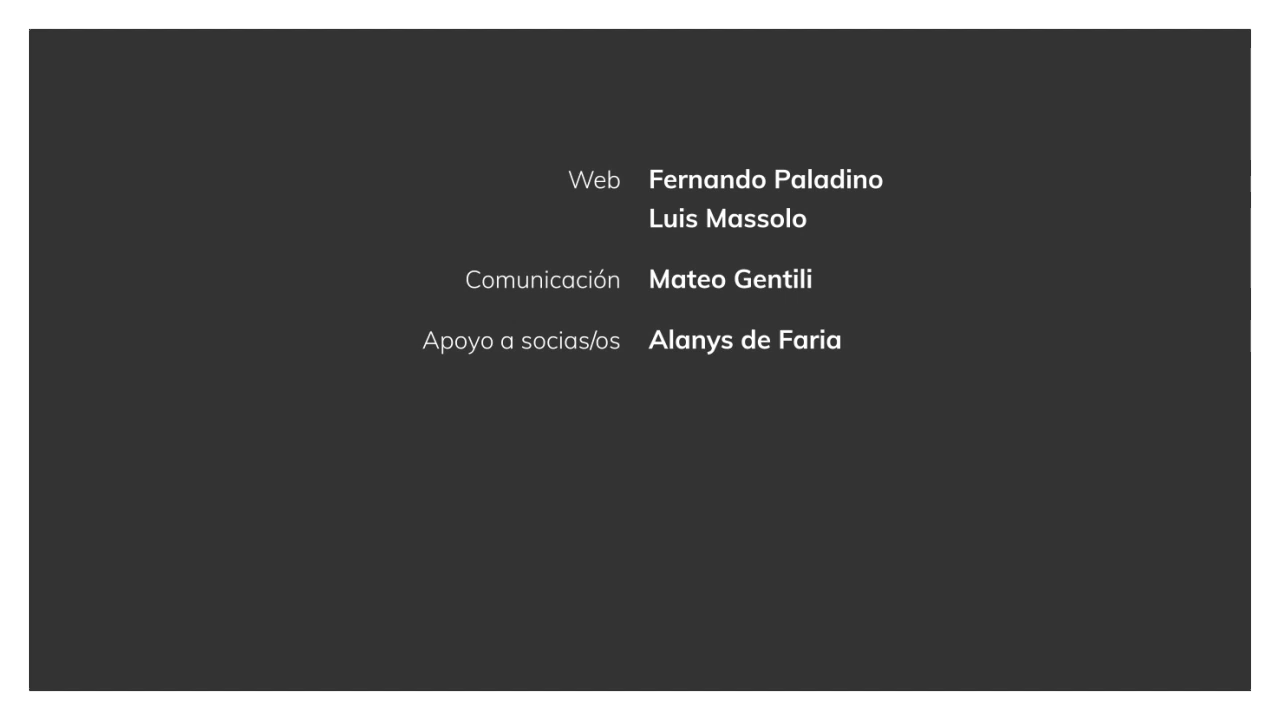 Web Fernando Paladino
Luis Massolo
Comunicación Mateo Gentili
Apoyo a socias/os Alanys de Faria